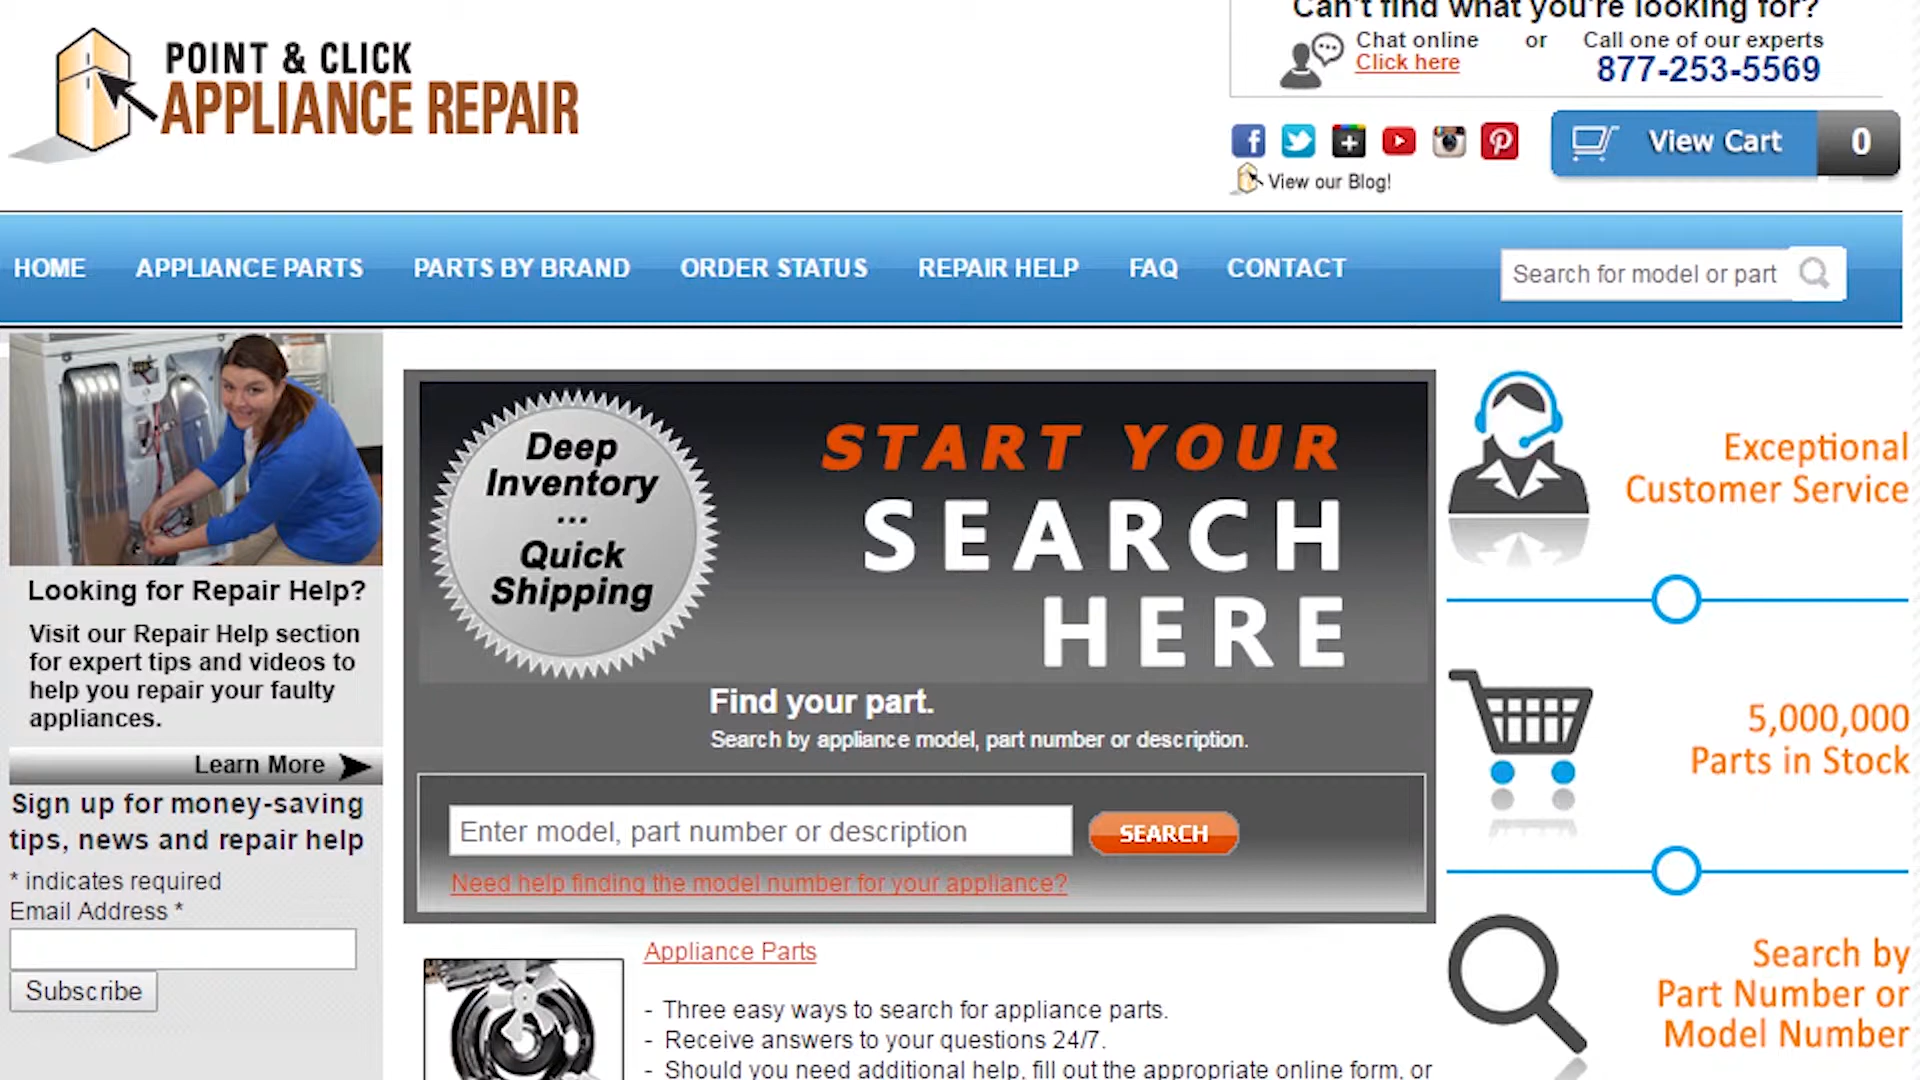 POINT & CLICK
APPLIANCE REPAIR
Can't find what you're looking for?
Chat online or Call one of our experts
Click here 877-253-5569
View Cart 0
View our Blog!
HOME APPLIANCE PARTS PARTS BY BRAND ORDER STATUS REPAIR HELP FAQ CONTACT
Search for model or part
Looking for Repair Help?
Visit our Repair Help section
for expert tips and videos to
help you repair your faulty
appliances.
Learn More
Sign up for money-saving
tips, news and repair help
* indicates required
Email Address *
Subscribe
Deep
Inventory
...
Quick
Shipping
START YOUR
SEARCH
HERE
Find your part.
Search by appliance model, part number or description.
Enter model, part number or description
SEARCH
Need help finding the model number for your appliance?
Appliance Parts
- Three easy ways to search for appliance parts.
- Receive answers to your questions 24/7.
- Should you need additional help, fill out the appropriate online form, or
Exceptional
Customer Service
5,000,000
Parts in Stock
Search by
Part Number or
Model Number